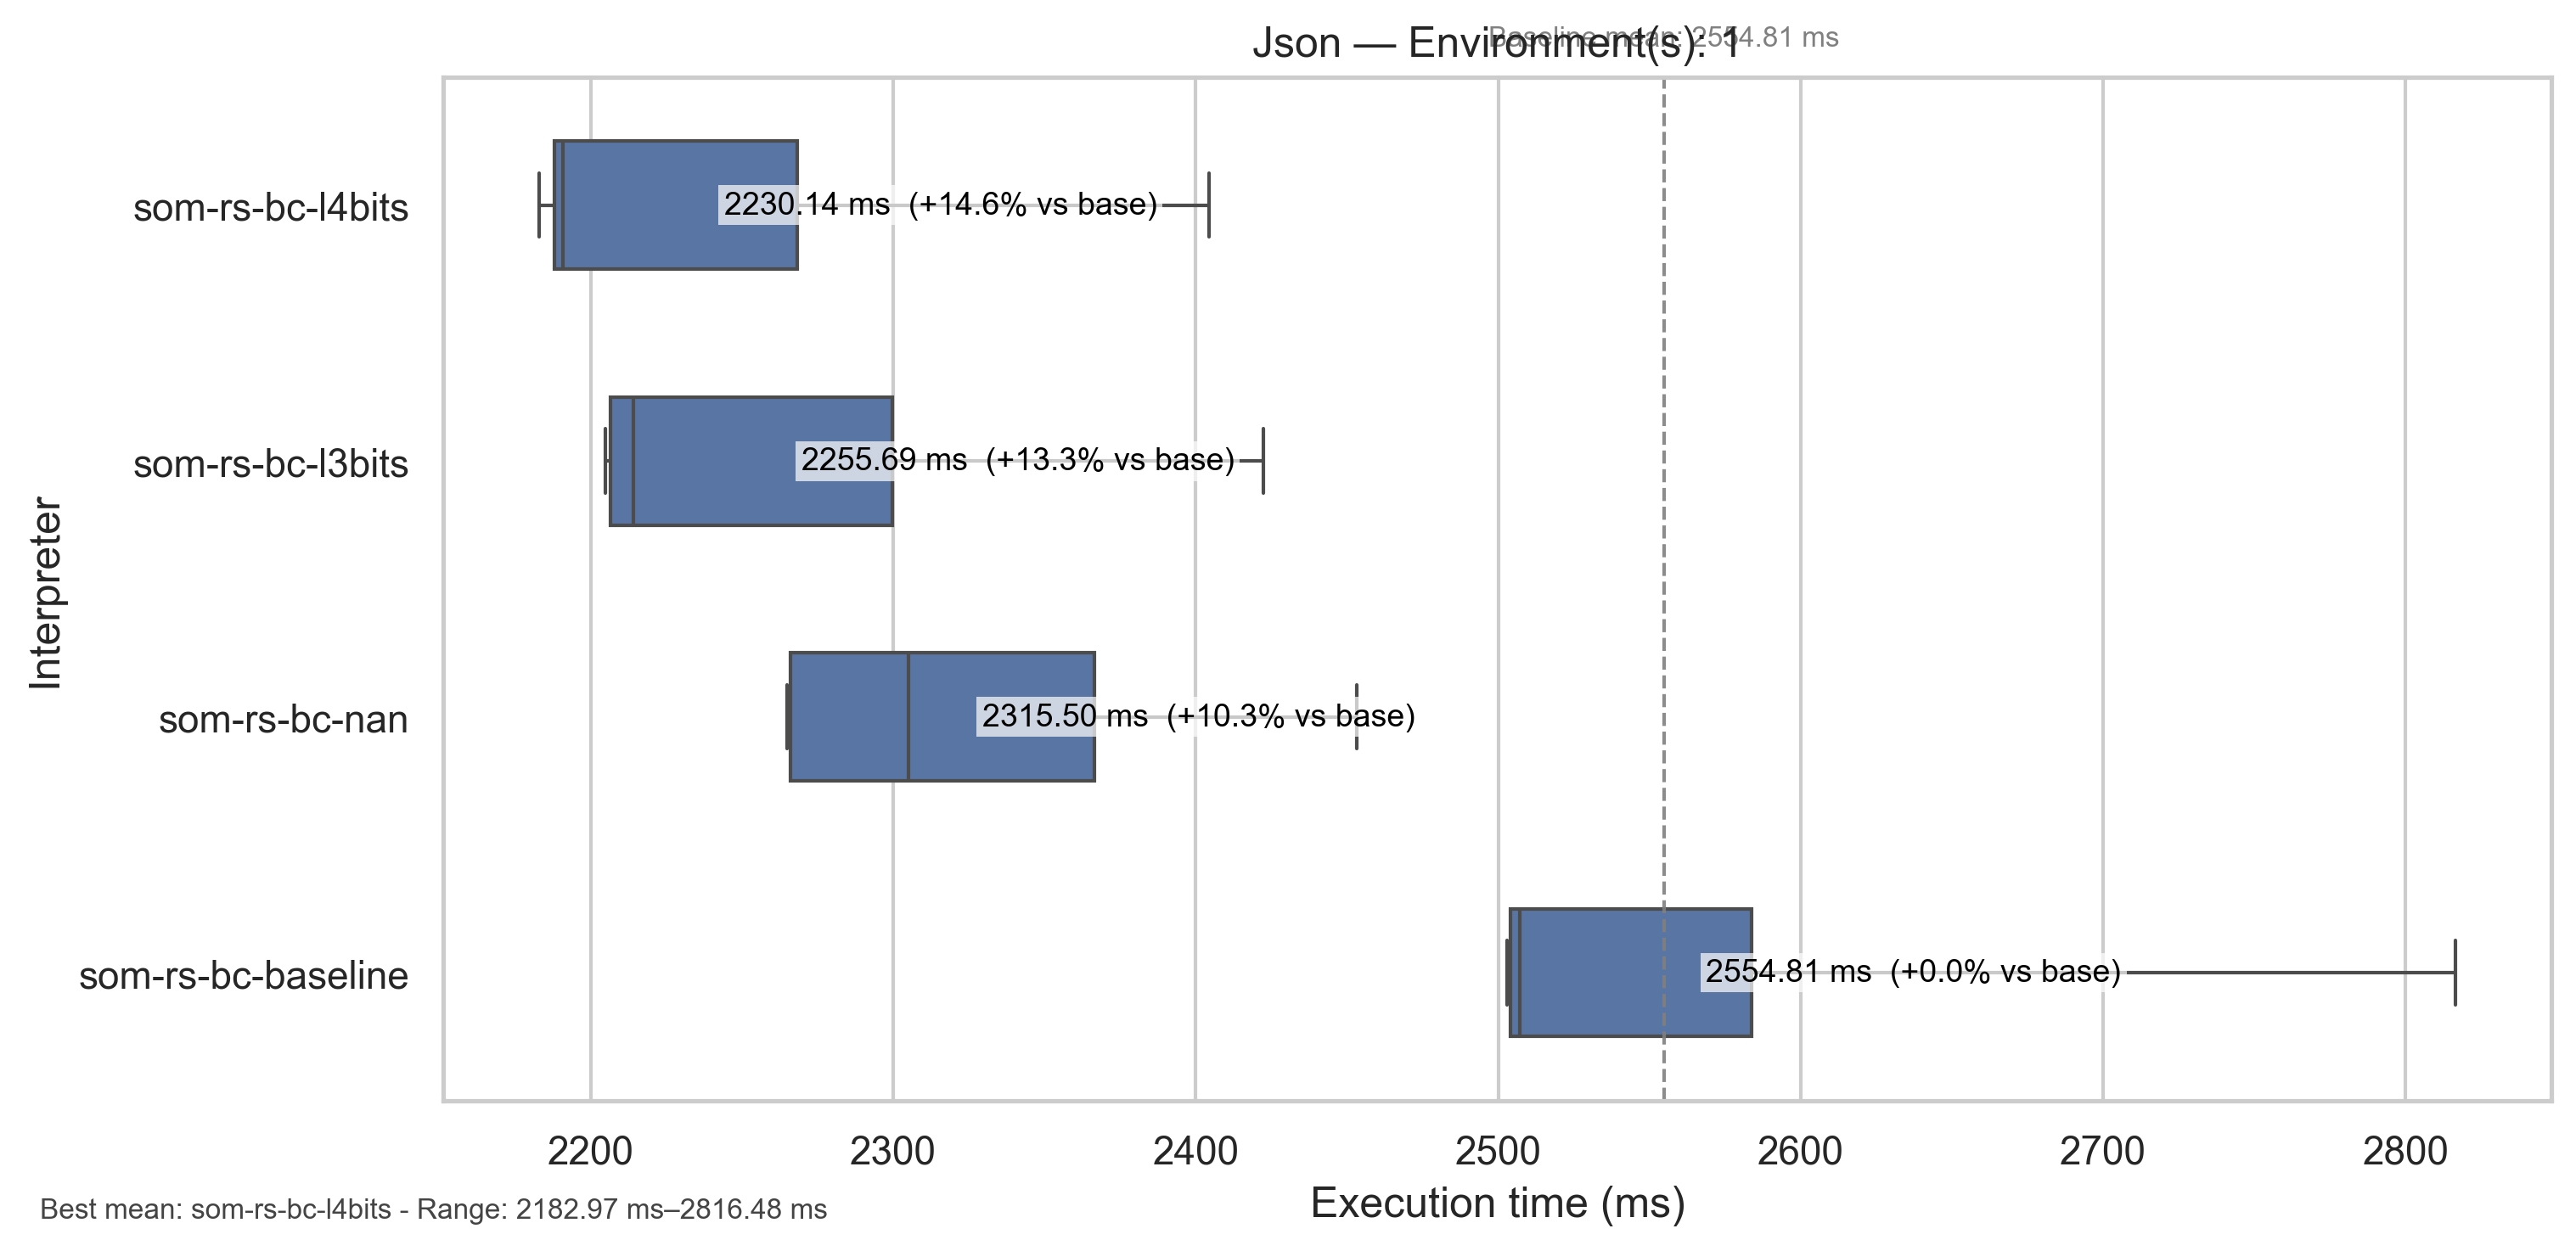 Baseline mean: 2554.81 ms
Json — Environment(s): 1
som-rs-bc-l4bits
2230.14 ms (+14.6% vs base)
som-rs-bc-l3bits
2255.69 ms (+13.3% vs base)
Interpreter
som-rs-bc-nan
2315.50 ms (+10.3% vs base)
som-rs-bc-baseline
2554.81 ms (+0.0% vs base)
2200 2300 2400 2500 2600 2700 2800
Execution time (ms)
Best mean: som-rs-bc-l4bits - Range: 2182.97 ms–2816.48 ms